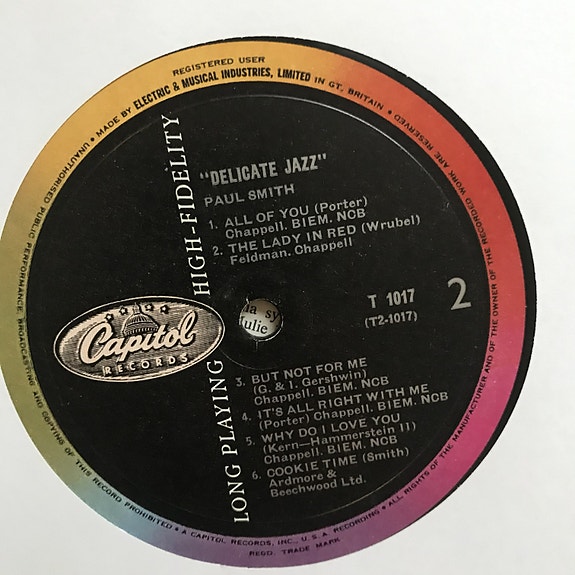 REGISTERED USER
• MADE BY ELECTRIC & MUSICAL INDUSTRIES, LIMITED IN GT. BRITAIN • ALL RIGHTS OF THE MANUFACTURER AND OF THE OWNER OF THE RECORDED WORK ARE RESERVED
UNAUTHORISED PUBLIC PERFORMANCE, BROADCASTING AND COPYING OF THIS RECORD PROHIBITED • A CAPITOL RECORDS, INC., U.S.A. RECORDING •
REGD. TRADE MARK
LONG PLAYING HIGH-FIDELITY
"DELICATE JAZZ"
PAUL SMITH
1. ALL OF YOU (Porter)
Chappell. BIEM. NCB
2. THE LADY IN RED (Wrubel)
Feldman. Chappell
T 1017
(T2-1017)
2
Capitol
RECORDS
la sy
ulie
3. BUT NOT FOR ME
(G. & I. Gershwin)
Chappell. BIEM. NCB
4. IT'S ALL RIGHT WITH ME
(Porter) Chappell. BIEM. NCB
5. WHY DO I LOVE YOU
(Kern-Hammerstein II)
Chappell. BIEM. NCB
6. COOKIE TIME (Smith)
Ardmore &
Beechwood Ltd.